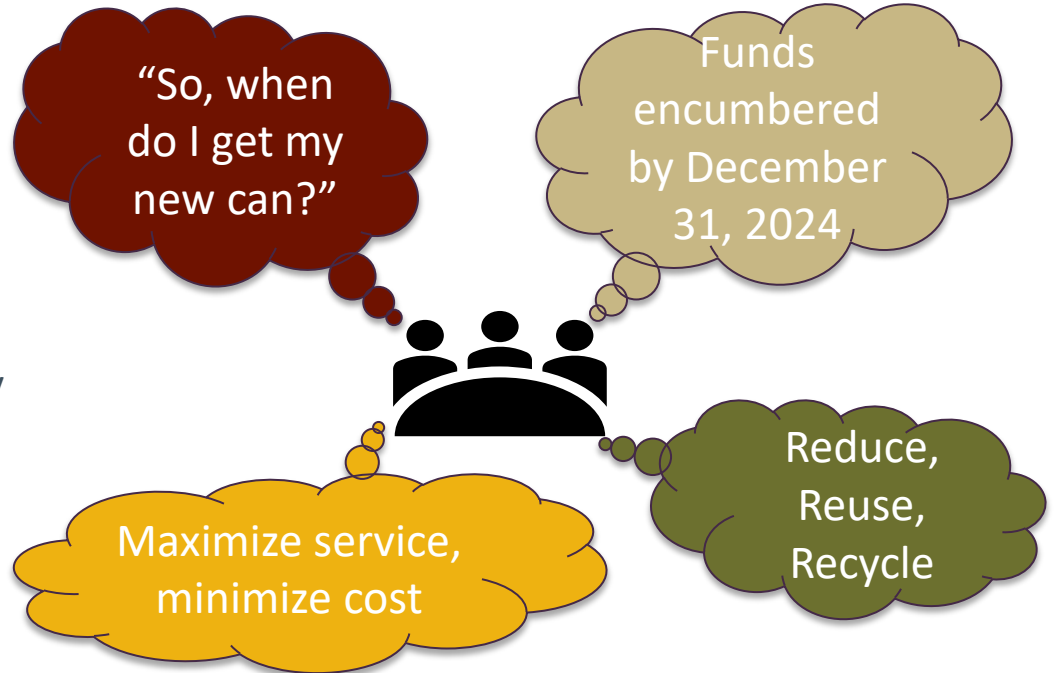 “So, when
do I get my
new can?”
Funds
encumbered
by December
31, 2024
Maximize service,
minimize cost
Reduce,
Reuse,
Recycle